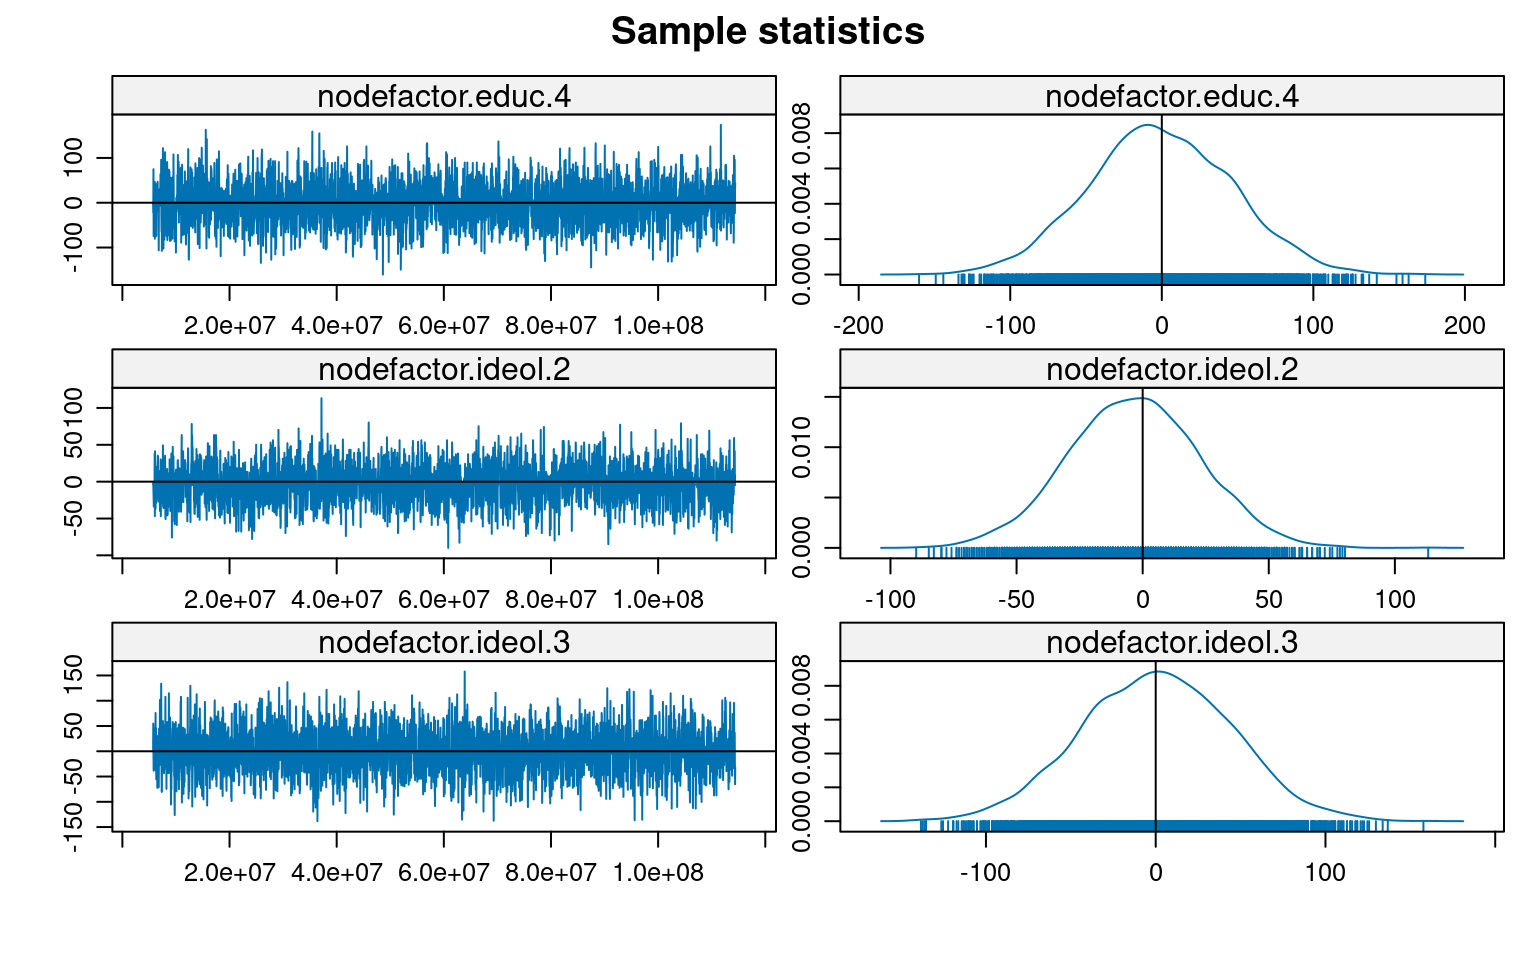 Sample statistics
nodefactor.educ.4
-100 0 100
2.0e+07 4.0e+07 6.0e+07 8.0e+07 1.0e+08
nodefactor.educ.4
0.000 0.004 0.008
-200 -100 0 100 200
nodefactor.ideol.2
-50 0 50 100
2.0e+07 4.0e+07 6.0e+07 8.0e+07 1.0e+08
nodefactor.ideol.2
0.000 0.010
-100 -50 0 50 100
nodefactor.ideol.3
-150 -50 50 150
2.0e+07 4.0e+07 6.0e+07 8.0e+07 1.0e+08
nodefactor.ideol.3
0.000 0.004 0.008
-100 0 100